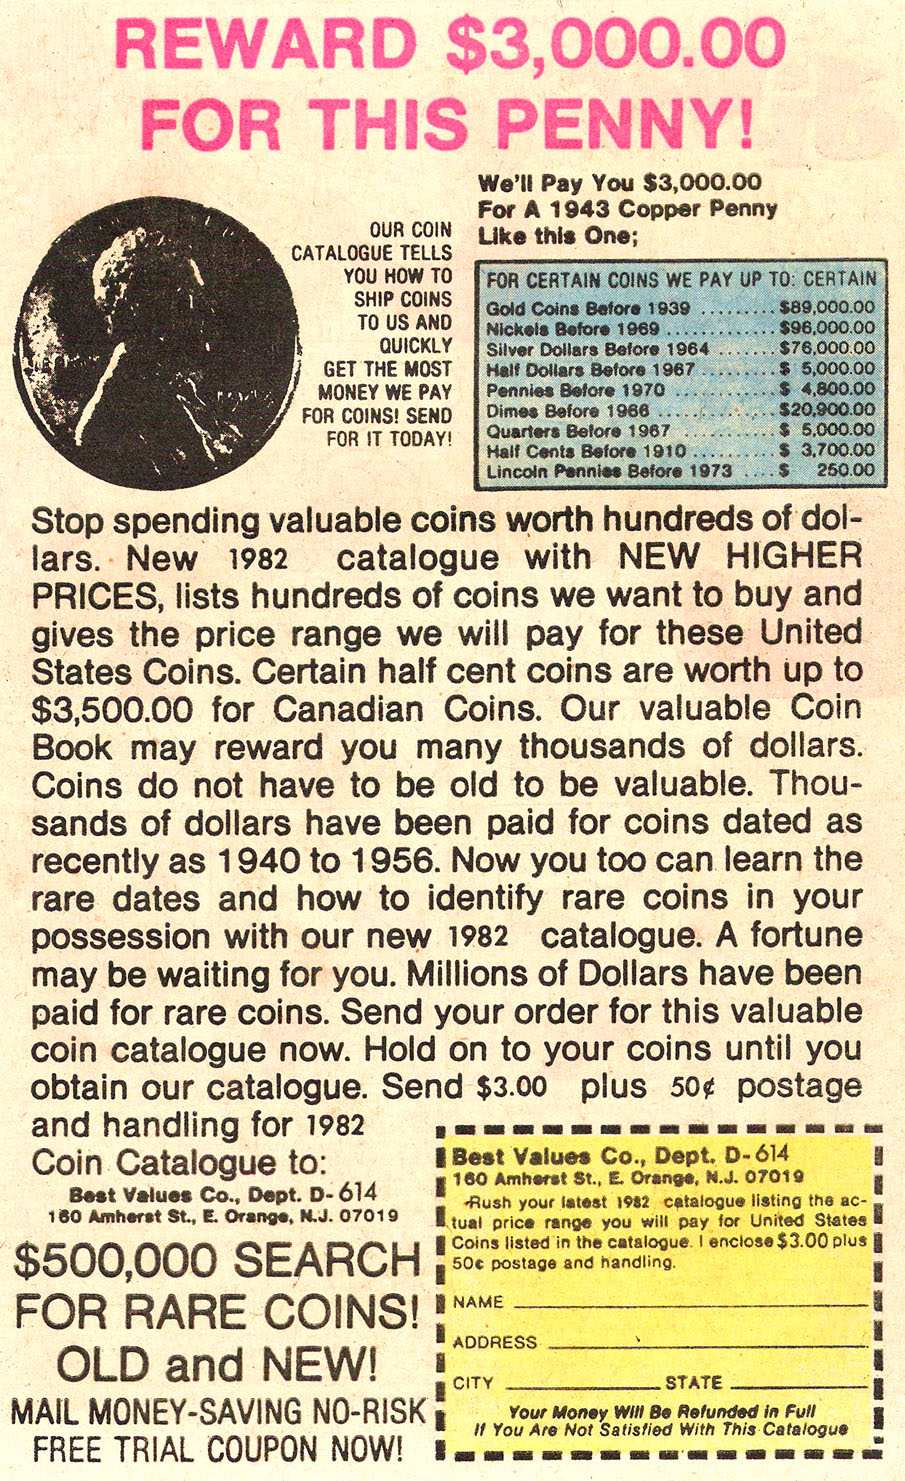 REWARD $3,000.00
FOR THIS PENNY!
OUR COIN
CATALOGUE TELLS
YOU HOW TO
SHIP COINS
TO US AND
QUICKLY
GET THE MOST
MONEY WE PAY
FOR COINS! SEND
FOR IT TODAY!
We'll Pay You $3,000.00
For A 1943 Copper Penny
Like this One;
FOR CERTAIN COINS WE PAY UP TO: CERTAIN
Gold Coins Before 1939 ......... $89,000.00
Nickels Before 1969 ............ $96,000.00
Silver Dollars Before 1964 ....... $76,000.00
Half Dollars Before 1967 ........ $ 5,000.00
Pennies Before 1970 ............ $ 4,800.00
Dimes Before 1966 .............. $20,900.00
Quarters Before 1967 ........... $ 5,000.00
Half Cents Before 1910 .......... $ 3,700.00
Lincoln Pennies Before 1973 .... $ 250.00
Stop spending valuable coins worth hundreds of dol-
lars. New 1982 catalogue with NEW HIGHER
PRICES, lists hundreds of coins we want to buy and
gives the price range we will pay for these United
States Coins. Certain half cent coins are worth up to
$3,500.00 for Canadian Coins. Our valuable Coin
Book may reward you many thousands of dollars.
Coins do not have to be old to be valuable. Thou-
sands of dollars have been paid for coins dated as
recently as 1940 to 1956. Now you too can learn the
rare dates and how to identify rare coins in your
possession with our new 1982 catalogue. A fortune
may be waiting for you. Millions of Dollars have been
paid for rare coins. Send your order for this valuable
coin catalogue now. Hold on to your coins until you
obtain our catalogue. Send $3.00 plus 50¢ postage
and handling for 1982
Coin Catalogue to:
Best Values Co., Dept. D-614
160 Amherst St., E. Orange, N.J. 07019
$500,000 SEARCH
FOR RARE COINS!
OLD and NEW!
MAIL MONEY-SAVING NO-RISK
FREE TRIAL COUPON NOW!
Best Values Co., Dept. D-614
160 Amherst St., E. Orange, N.J. 07019
Rush your latest 1982 catalogue listing the ac-
tual price range you will pay for United States
Coins listed in the catalogue. I enclose $3.00 plus
50¢ postage and handling.
NAME
ADDRESS
CITY STATE
Your Money Will Be Refunded in Full
If You Are Not Satisfied With This Catalogue